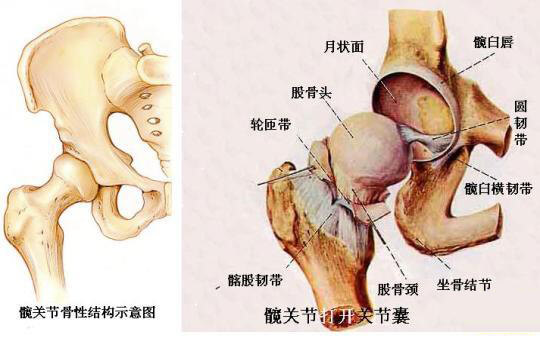 月状面
髋臼唇
股骨头
轮匝带
圆
韧
带
髋臼横韧带
髂股韧带
股骨颈
坐骨结节
髋关节骨性结构示意图
髋关节打开关节囊